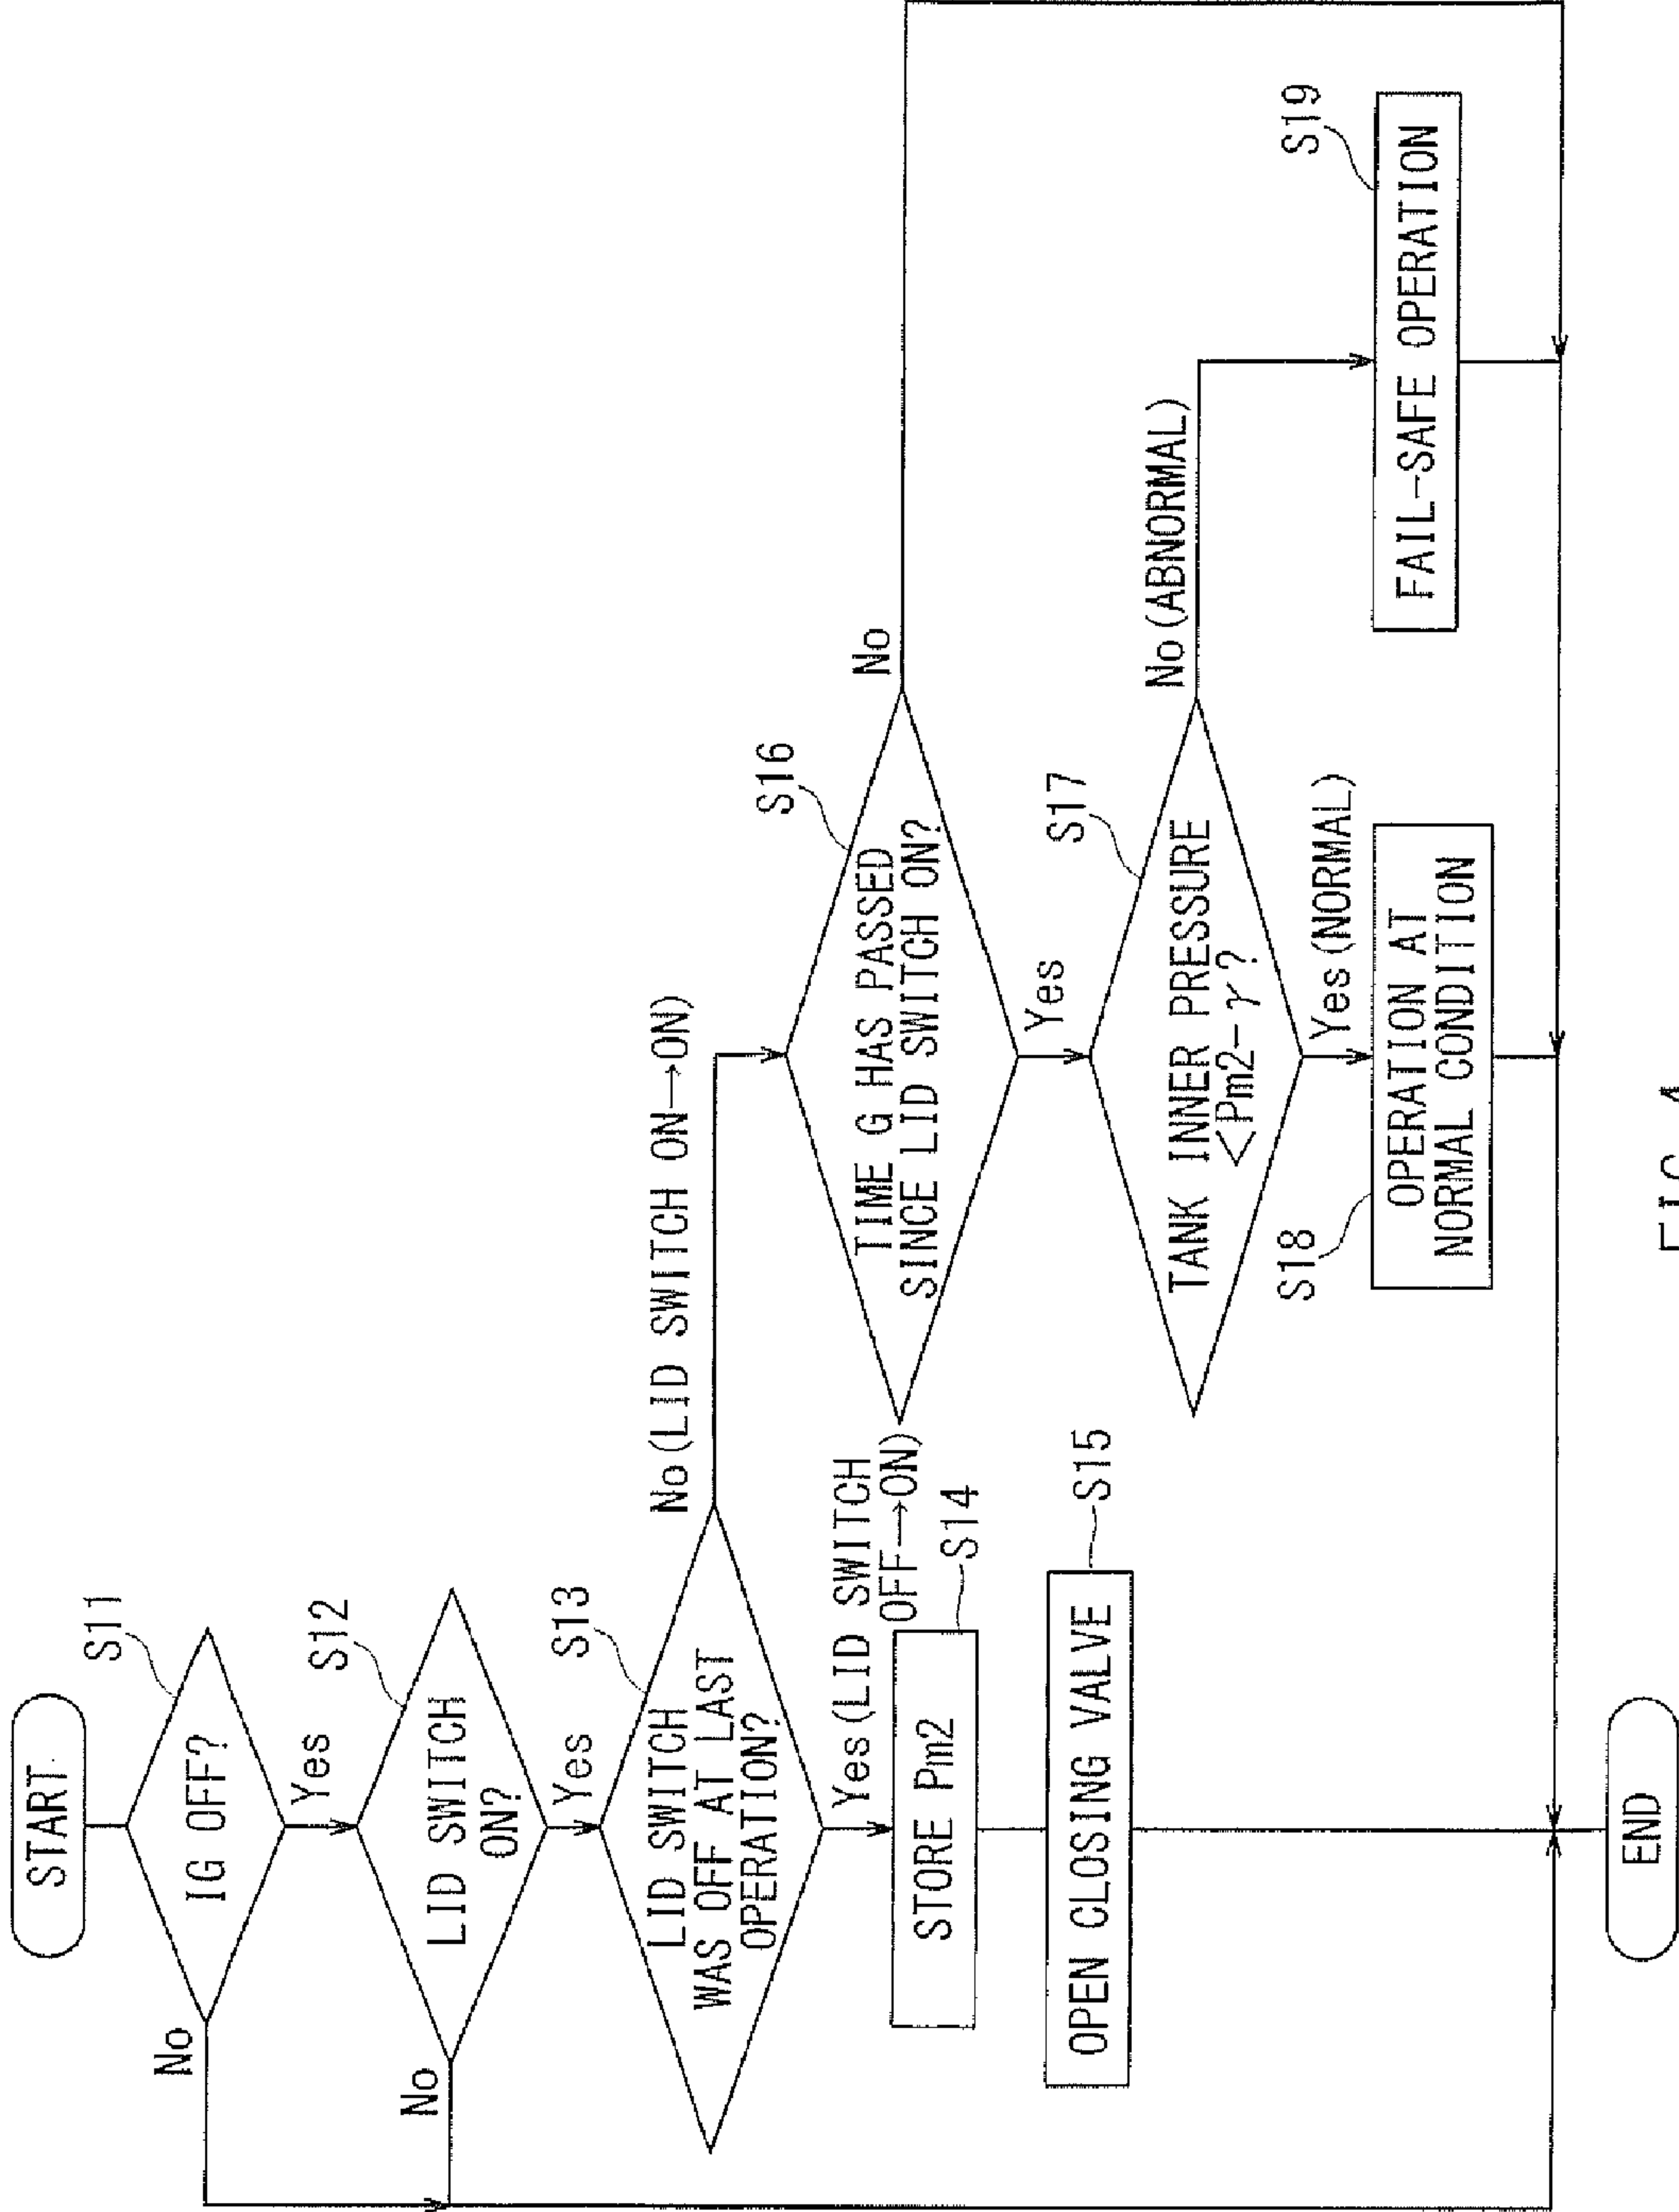 START
S11
IG OFF?
No
Yes
S12
LID SWITCH
ON?
No
Yes
S13
LID SWITCH
WAS OFF AT LAST
OPERATION?
No(LID SWITCH ON→ON)
Yes(LID SWITCH
OFF→ON)
S14
STORE Pm2
S15
OPEN CLOSING VALVE
S16
TIME G HAS PASSED
SINCE LID SWITCH ON?
No
Yes
S17
TANK INNER PRESSURE
<Pm2-γ?
No(ABNORMAL)
Yes(NORMAL)
S18
OPERATION AT
NORMAL CONDITION
S19
FAIL-SAFE OPERATION
END